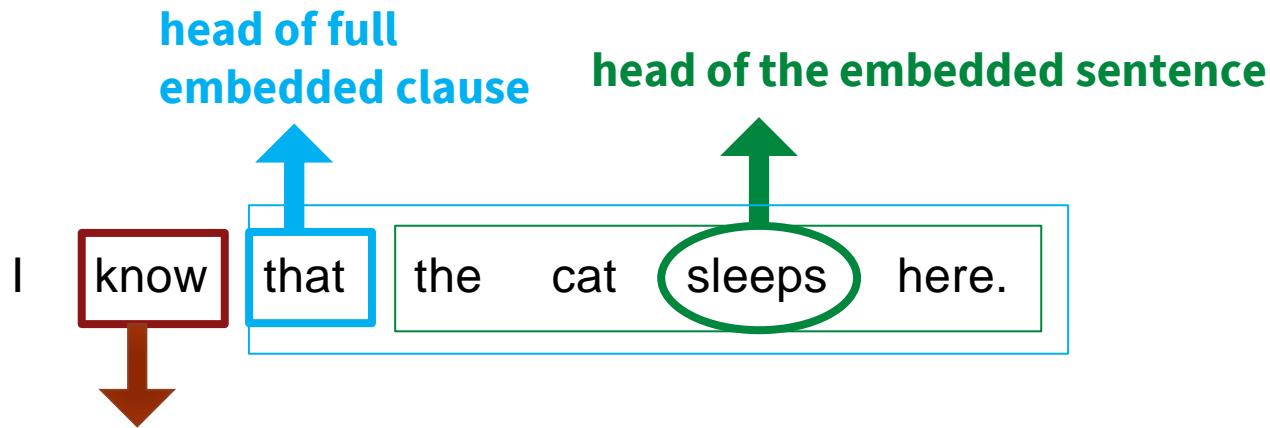 head of full
embedded clause
head of the embedded sentence
I know that the cat sleeps here.